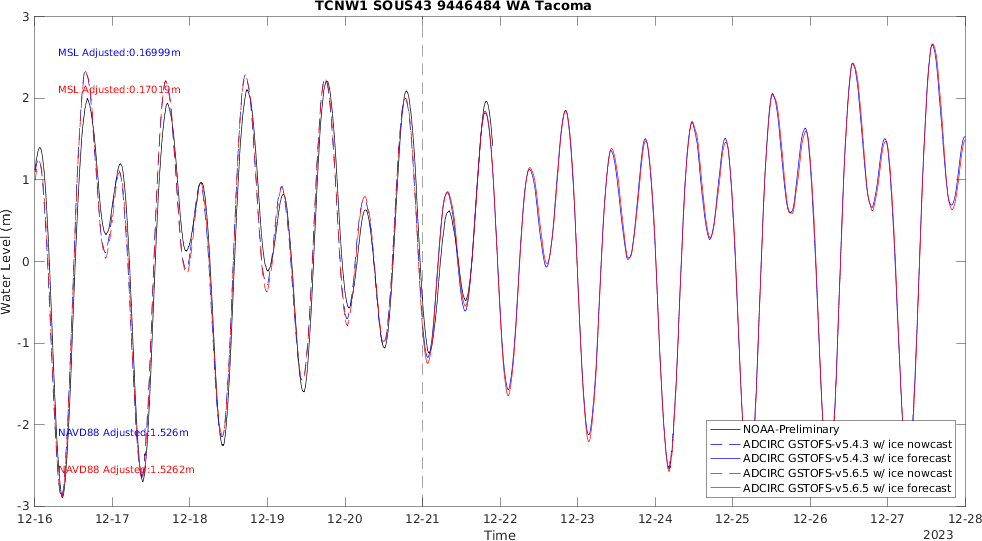 TCNW1 SOUS43 9446484 WA Tacoma
3
MSL Adjusted:0.16999m
MSL Adjusted:0.17019m
2
1
0
-1
-2
-3
Water Level (m)
NAVD88 Adjusted:1.526m
NAVD88 Adjusted:1.5262m
NOAA-Preliminary
ADCIRC GSTOFS-v5.4.3 w/ ice nowcast
ADCIRC GSTOFS-v5.4.3 w/ ice forecast
ADCIRC GSTOFS-v5.6.5 w/ ice nowcast
ADCIRC GSTOFS-v5.6.5 w/ ice forecast
12-16 12-17 12-18 12-19 12-20 12-21 12-22 12-23 12-24 12-25 12-26 12-27 12-28
Time
2023